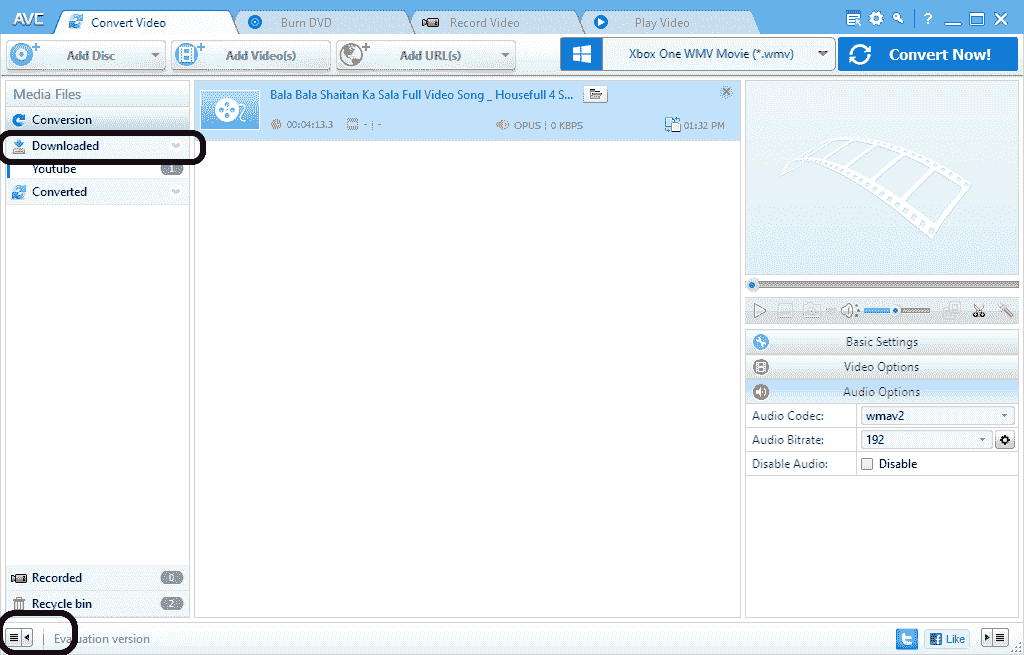 AVC Convert Video Burn DVD Record Video Play Video ?
Add Disc Add Video(s) Add URL(s) Xbox One WMV Movie (*.wmv) Convert Now!
Media Files
Conversion
Downloaded
Youtube 1
Converted
Recorded 0
Recycle bin 2
Bala Bala Shaitan Ka Sala Full Video Song _ Housefull 4 S...
00:04:13.3 - | - OPUS | 0 KBPS 01:32 PM
Basic Settings
Video Options
Audio Options
Audio Codec: wmav2
Audio Bitrate: 192
Disable Audio: Disable
Evaluation version Like